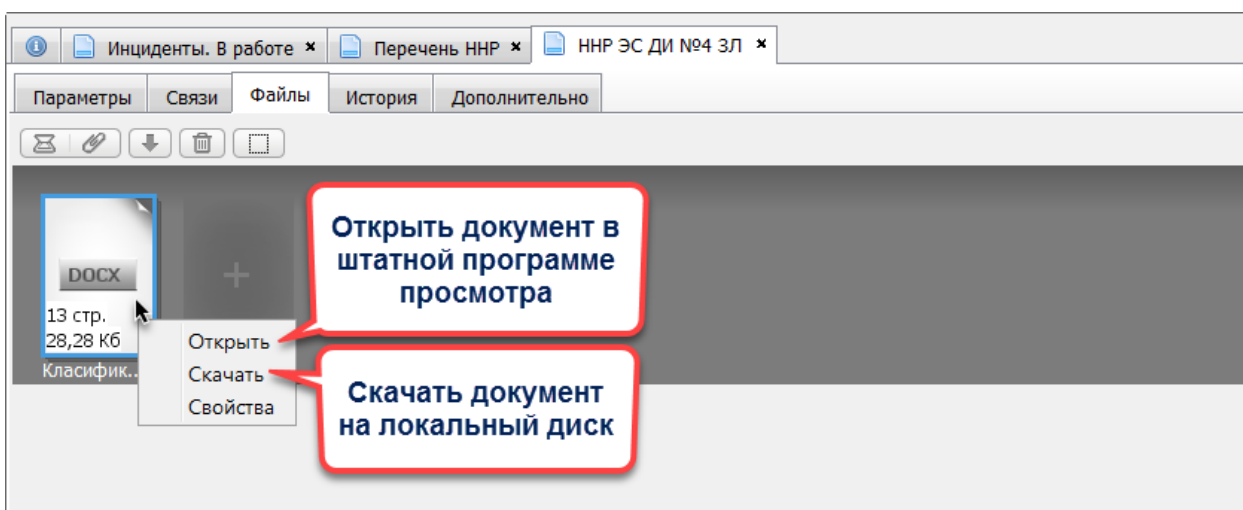 Инциденты. В работе
Перечень ННР
ННР ЭС ДИ №4 ЗЛ
Параметры
Связи
Файлы
История
Дополнительно
DOCX
13 стр.
28,28 Кб
Класифик...
Открыть
Скачать
Свойства
Открыть документ в
штатной программе
просмотра
Скачать документ
на локальный диск